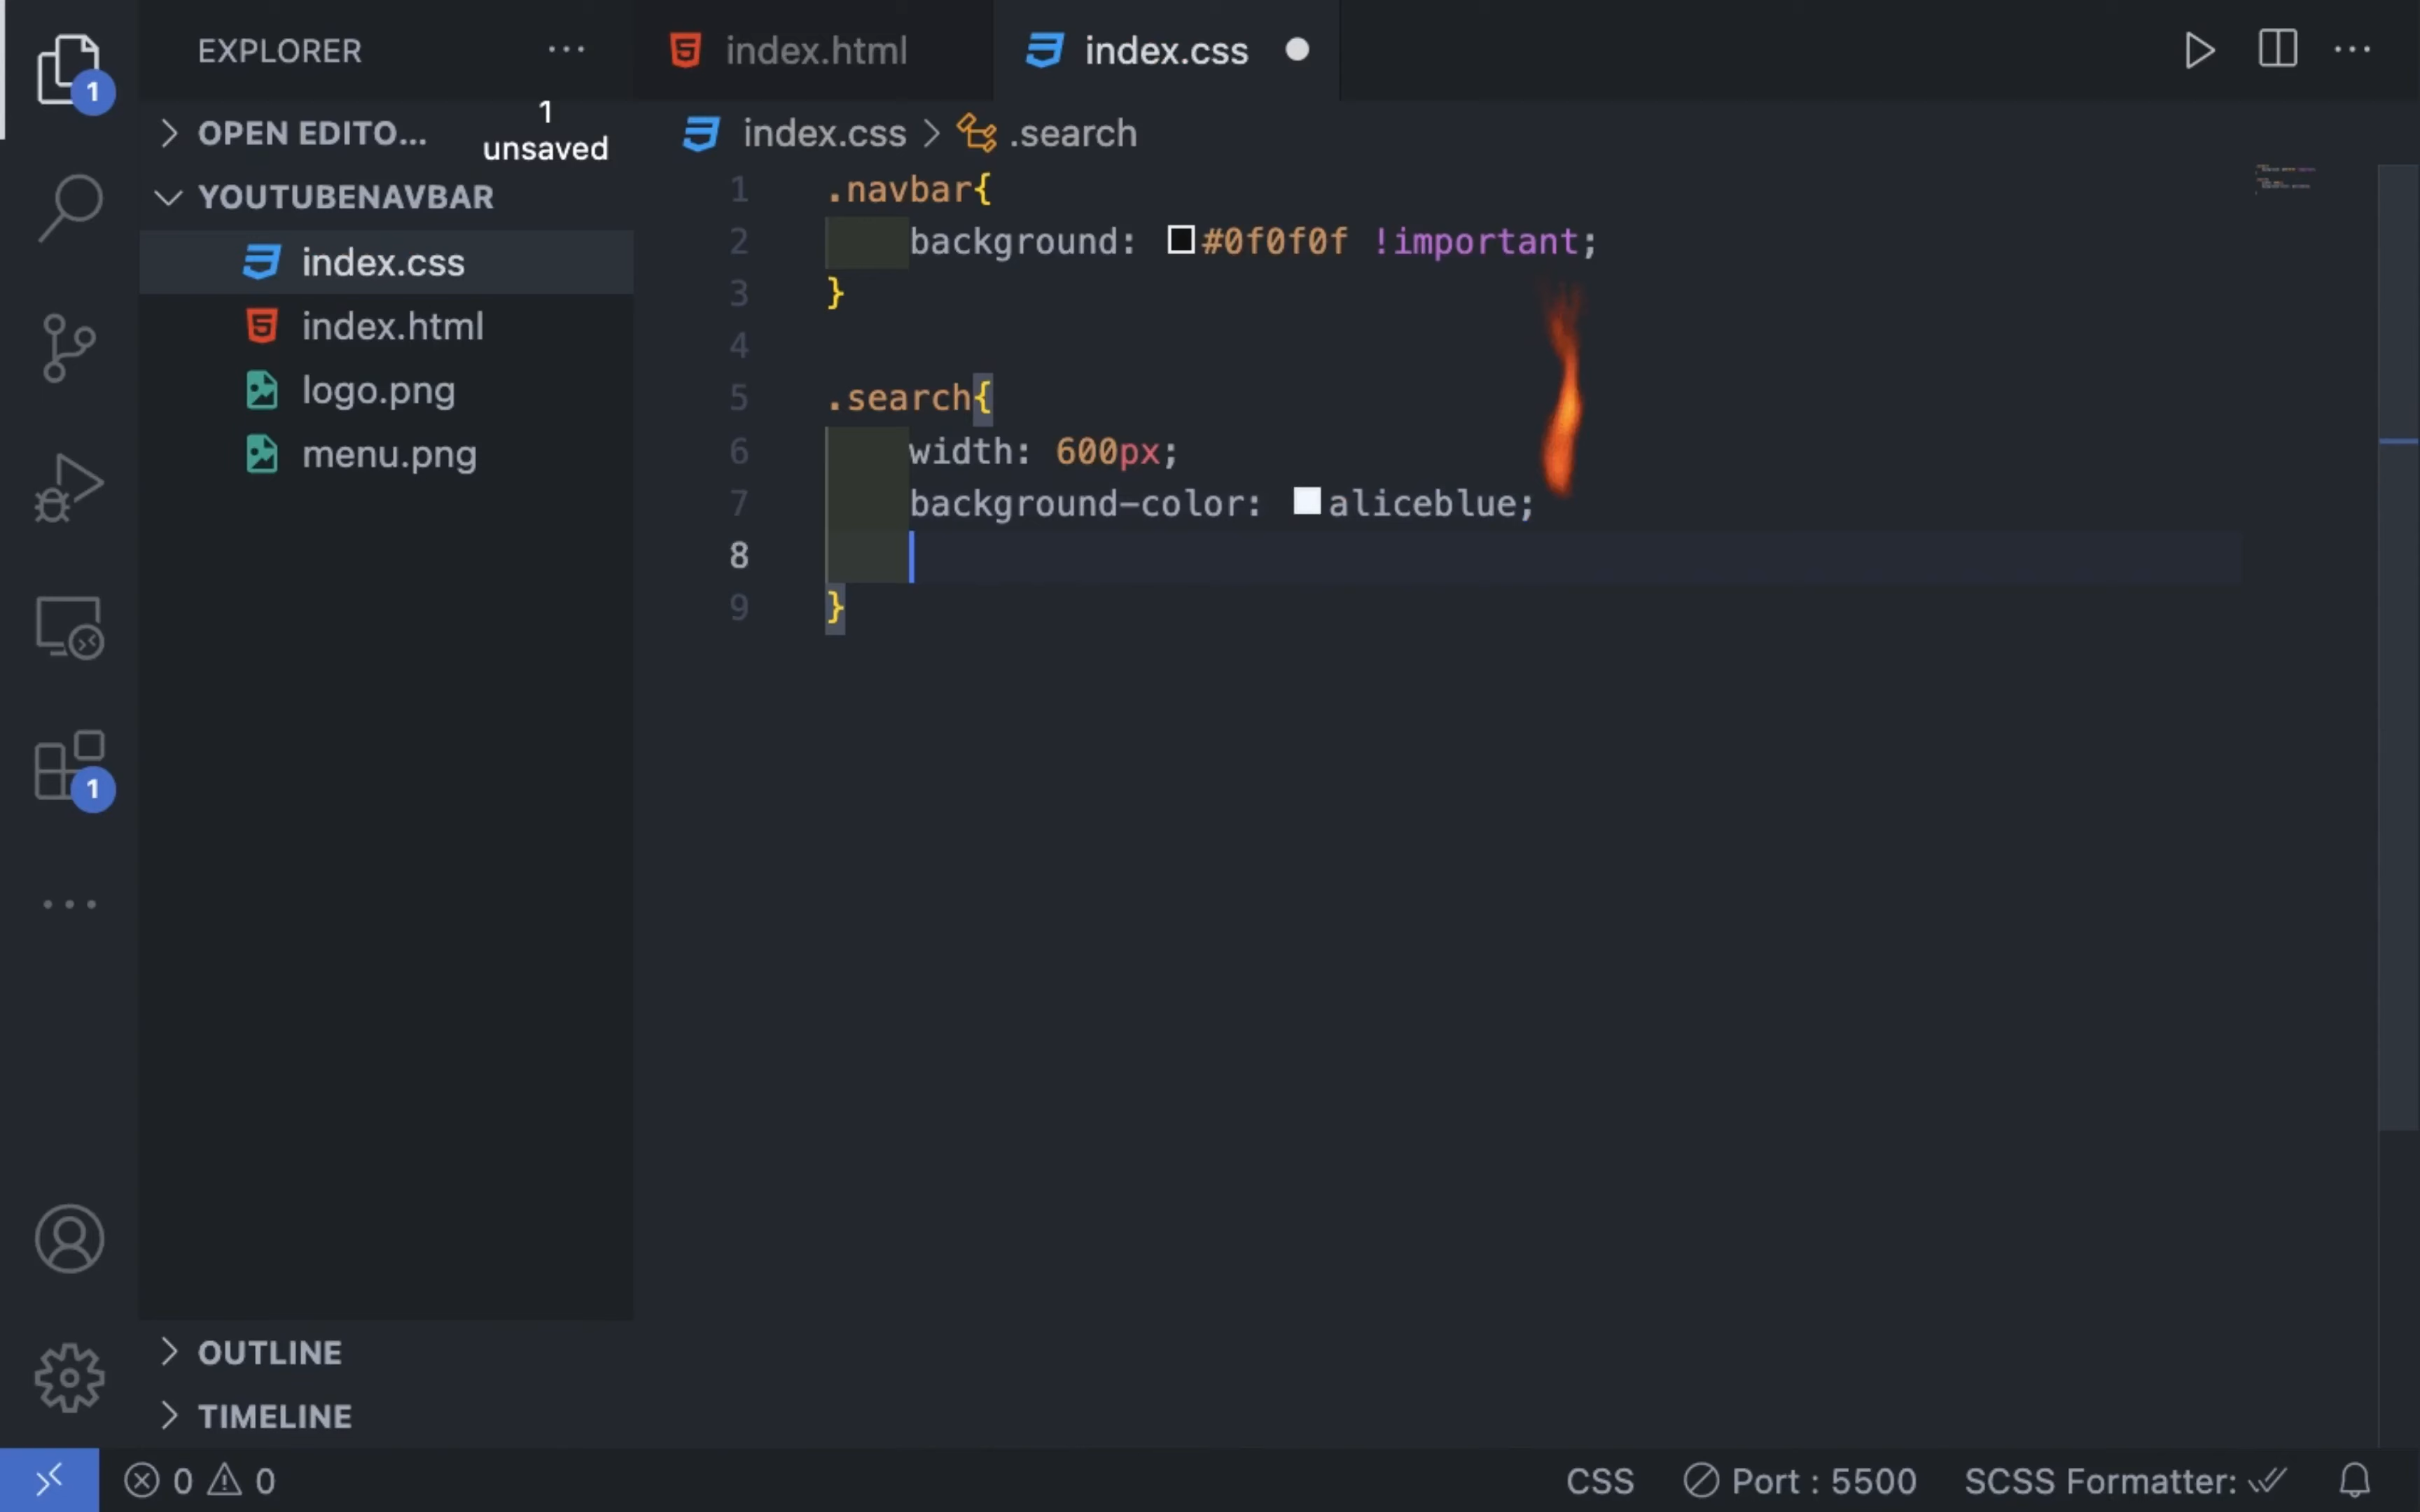 EXPLORER
index.html
index.css
1
OPEN EDITO...
1
unsaved
index.css > .search
YOUTUBENAVBAR
index.css
index.html
logo.png
menu.png
1 .navbar{
2 background: #0f0f0f !important;
3 }
4
5 .search{
6 width: 600px;
7 background-color: aliceblue;
8
9 }
1
OUTLINE
TIMELINE
0 0
CSS
Port : 5500
SCSS Formatter: